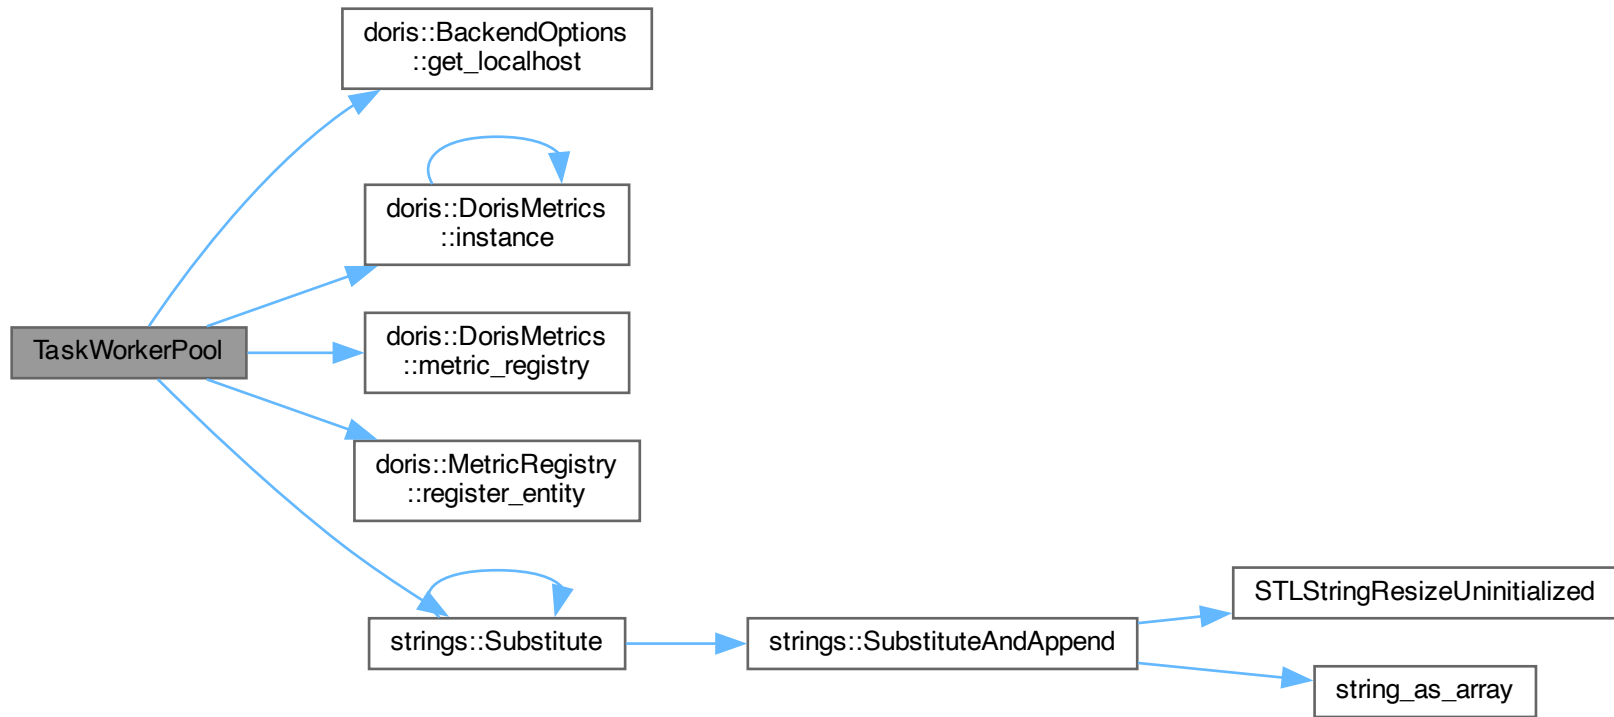 doris::BackendOptions
::get_localhost
doris::DorisMetrics
::instance
TaskWorkerPool
doris::DorisMetrics
::metric_registry
doris::MetricRegistry
::register_entity
strings::Substitute
strings::SubstituteAndAppend
STLStringResizeUninitialized
string_as_array